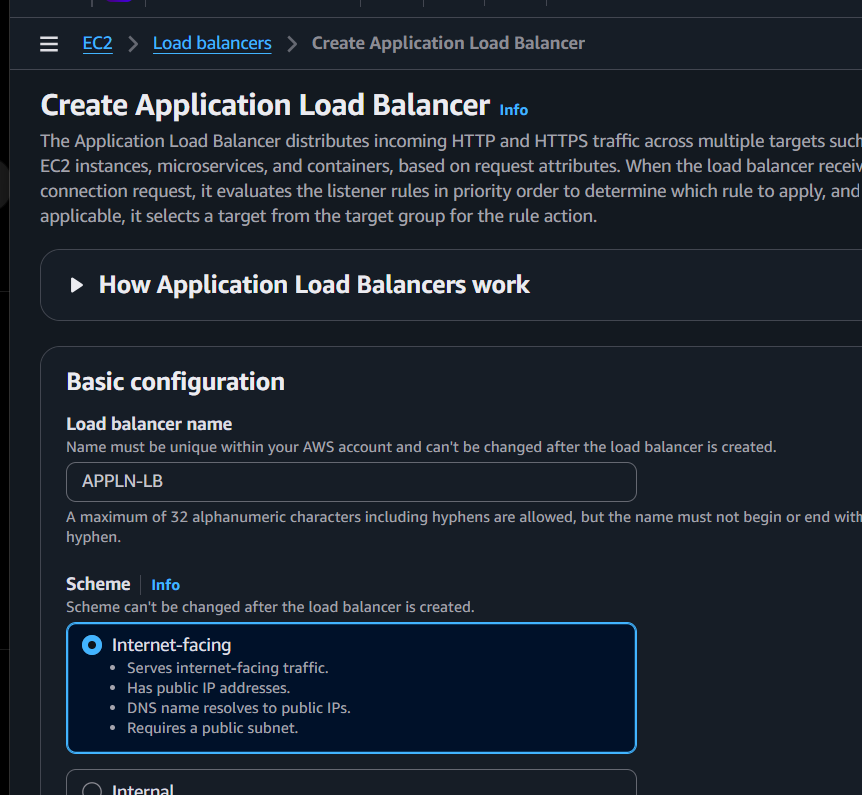 EC2 > Load balancers > Create Application Load Balancer
Create Application Load Balancer Info
The Application Load Balancer distributes incoming HTTP and HTTPS traffic across multiple targets such
EC2 instances, microservices, and containers, based on request attributes. When the load balancer receiv
connection request, it evaluates the listener rules in priority order to determine which rule to apply, and
applicable, it selects a target from the target group for the rule action.
How Application Load Balancers work
Basic configuration
Load balancer name
Name must be unique within your AWS account and can't be changed after the load balancer is created.
APPLN-LB
A maximum of 32 alphanumeric characters including hyphens are allowed, but the name must not begin or end with
hyphen.
Scheme Info
Scheme can't be changed after the load balancer is created.
Internet-facing
• Serves internet-facing traffic.
• Has public IP addresses.
• DNS name resolves to public IPs.
• Requires a public subnet.
Internal